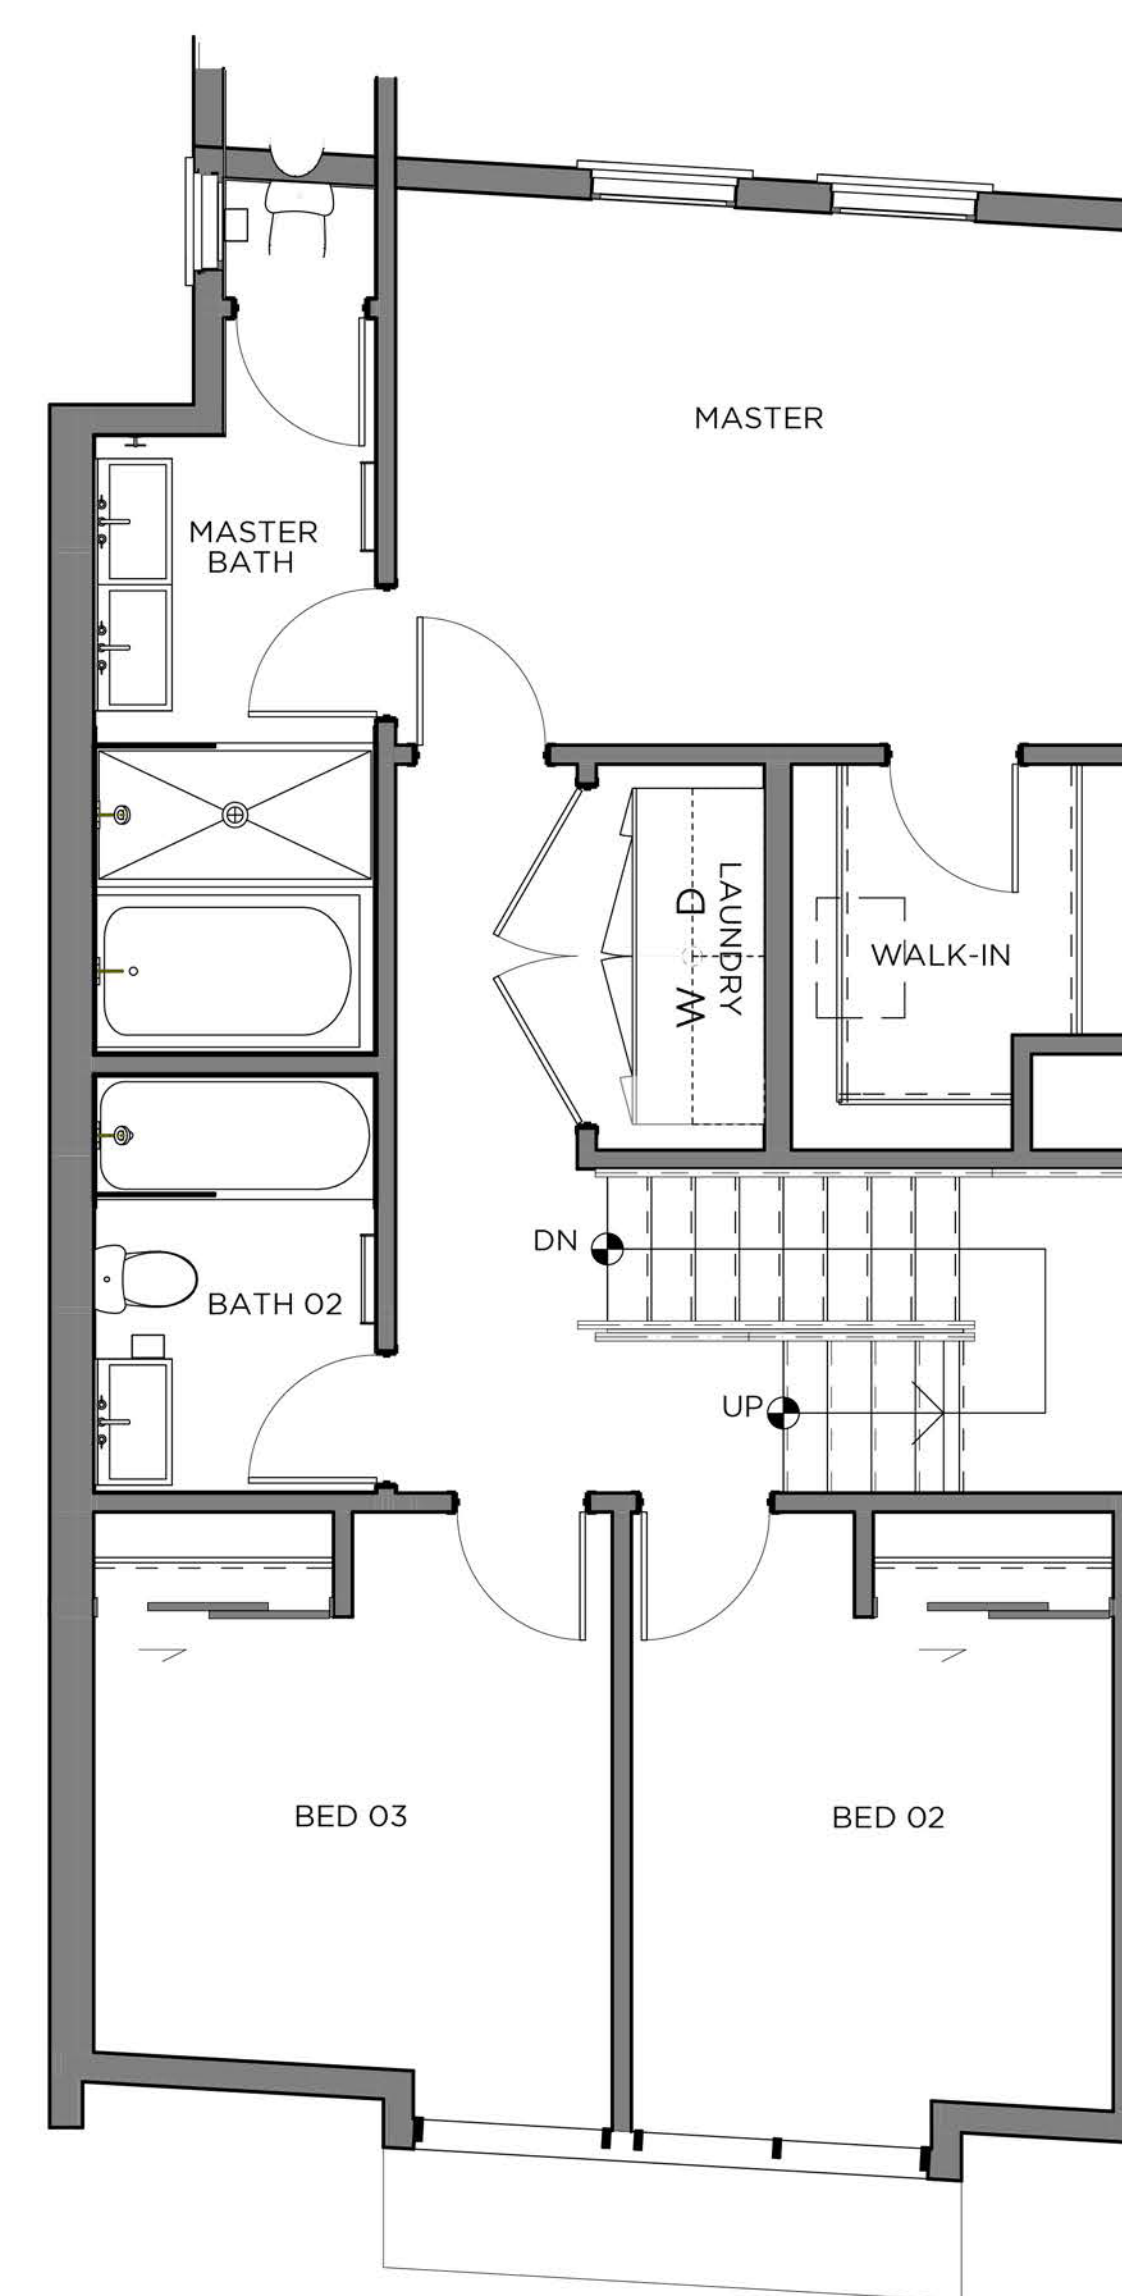 MASTER
MASTER
BATH
LAUNDRY
D
W
WALK-IN
DN
BATH 02
UP
BED 03
BED 02